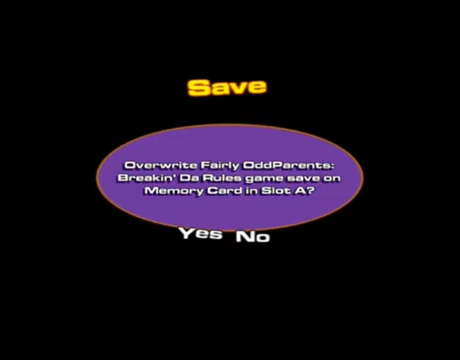 Save
Overwrite Fairly OddParents:
Breakin' Da Rules game save on
Memory Card in Slot A?
Yes No